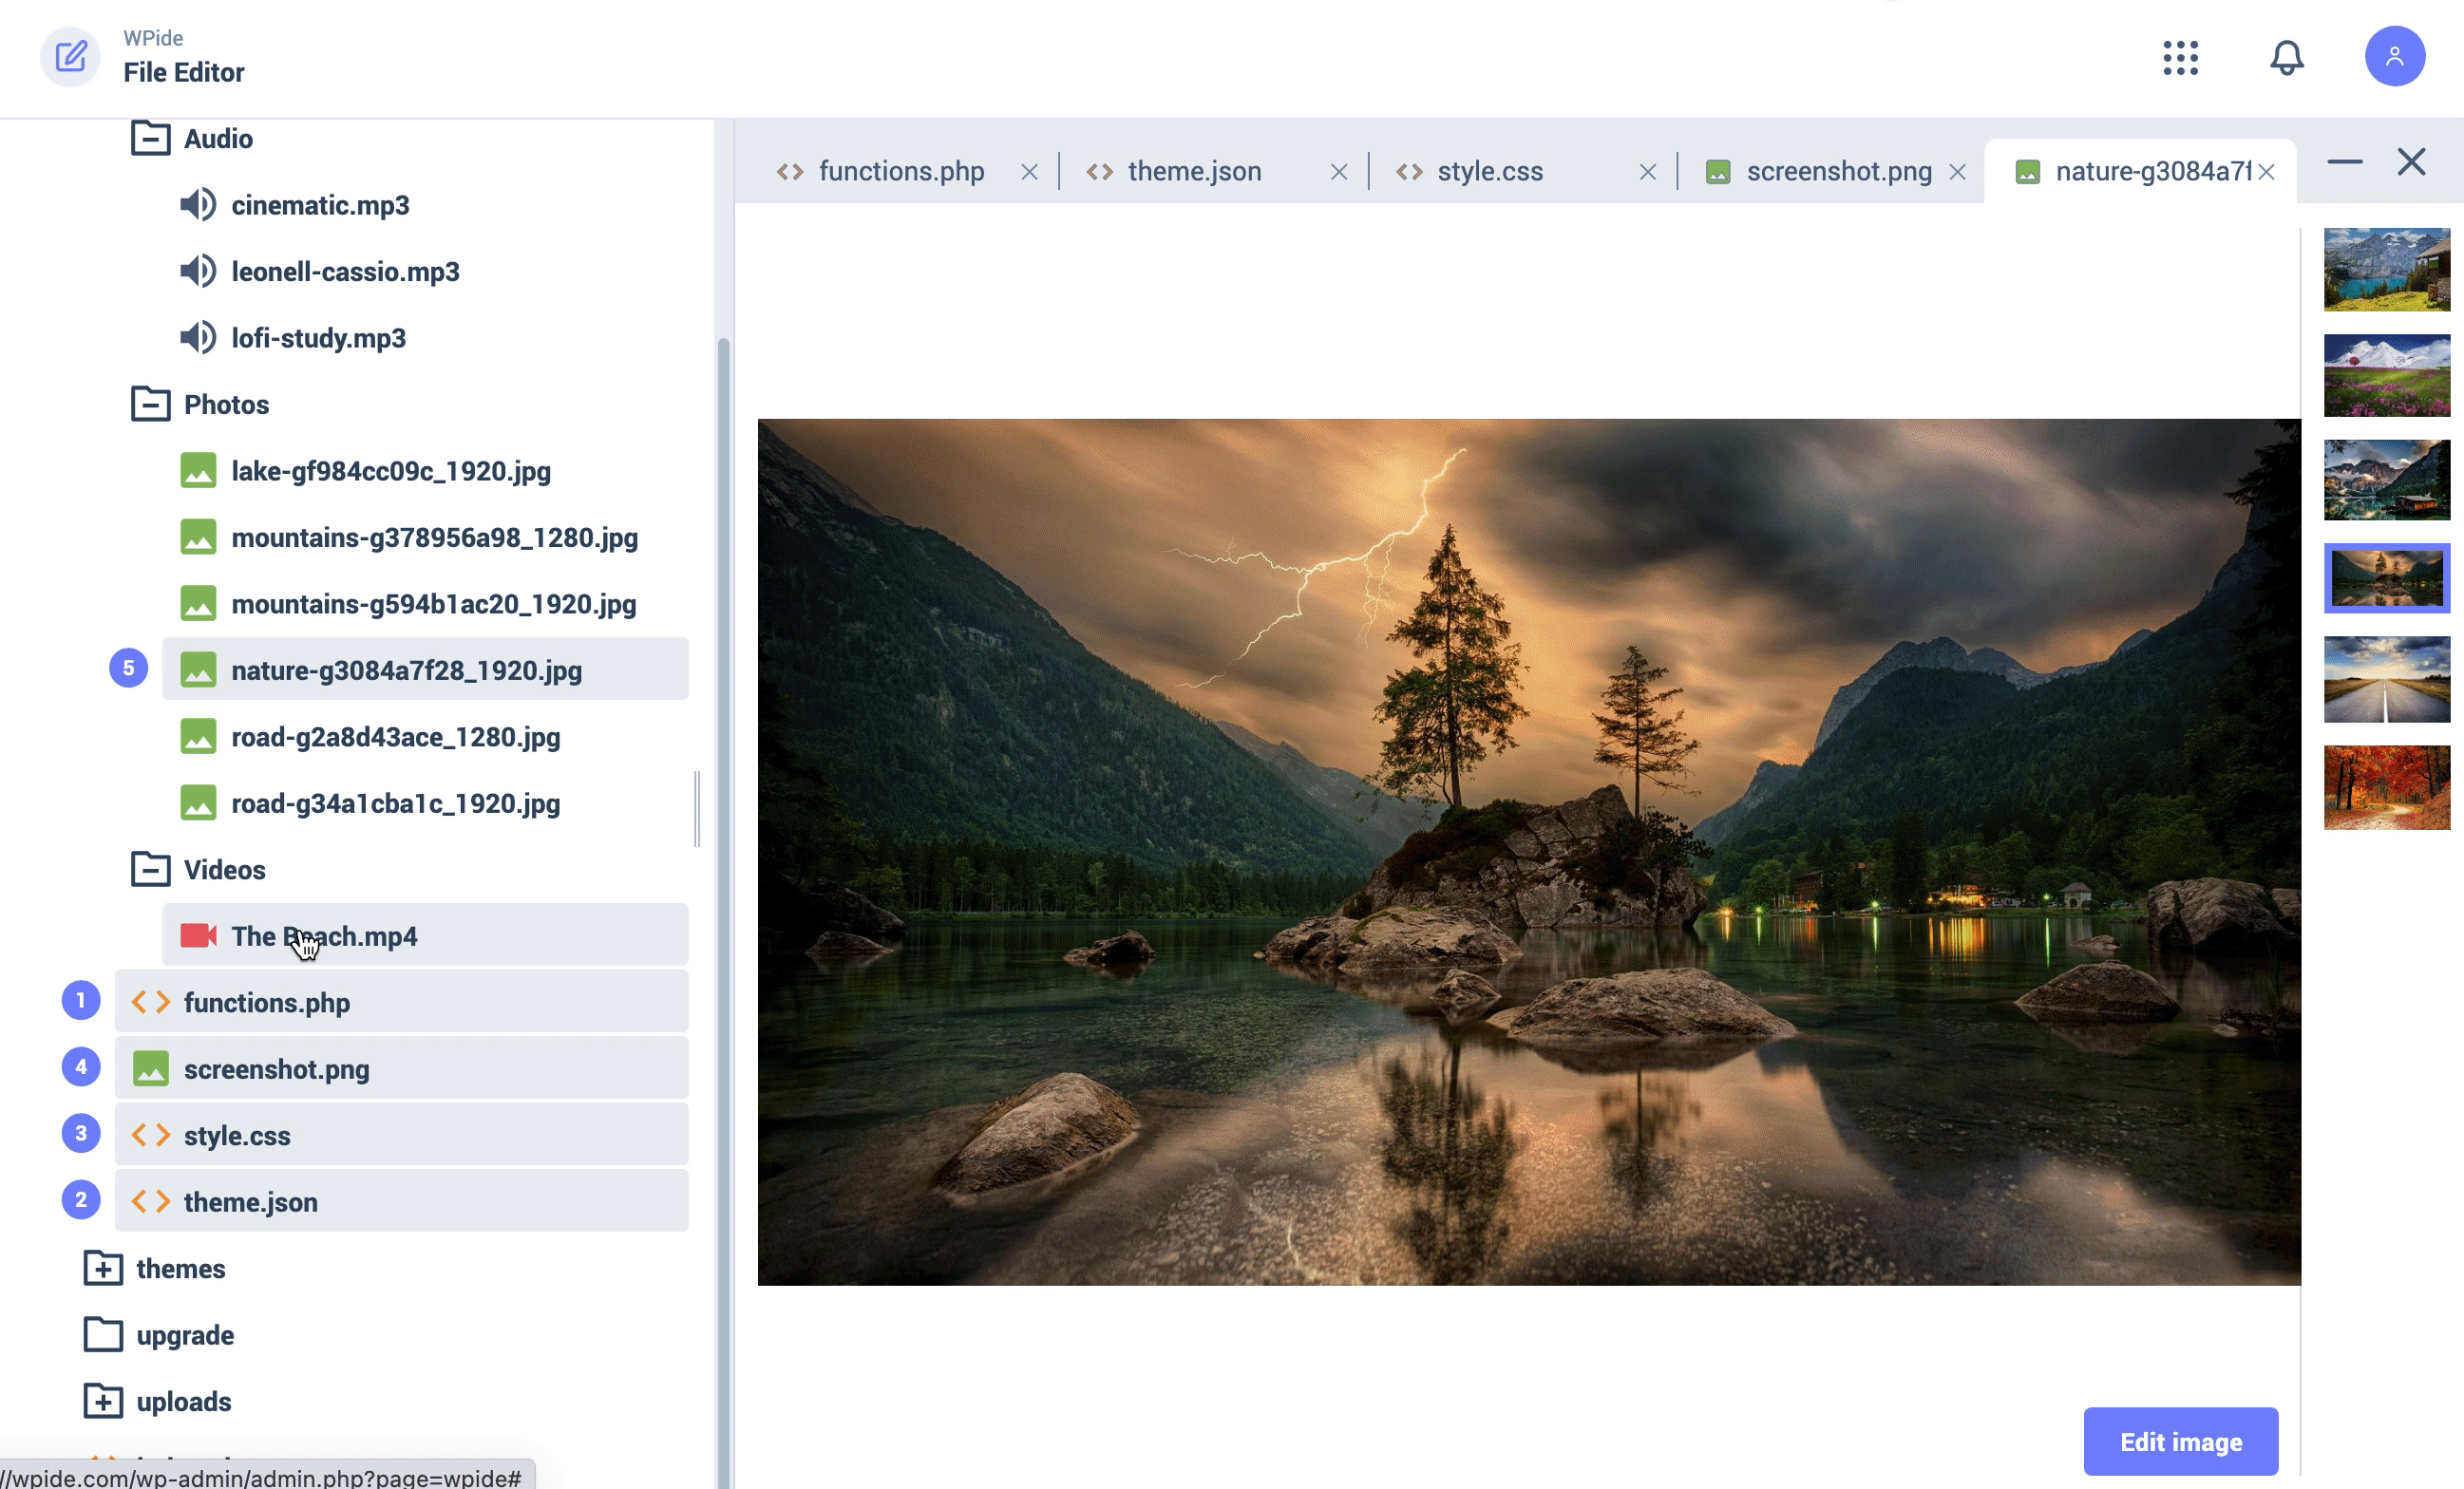 WPide
File Editor
functions.php
theme.json
style.css
screenshot.png
nature-g3084a7f
Audio
cinematic.mp3
leonell-cassio.mp3
lofi-study.mp3
Photos
lake-gf984cc09c_1920.jpg
mountains-g378956a98_1280.jpg
mountains-g594b1ac20_1920.jpg
5 nature-g3084a7f28_1920.jpg
road-g2a8d43ace_1280.jpg
road-g34a1cba1c_1920.jpg
Videos
The Beach.mp4
1 functions.php
4 screenshot.png
3 style.css
2 theme.json
themes
upgrade
uploads
//wpide.com/wp-admin/admin.php?page=wpide#
Edit image